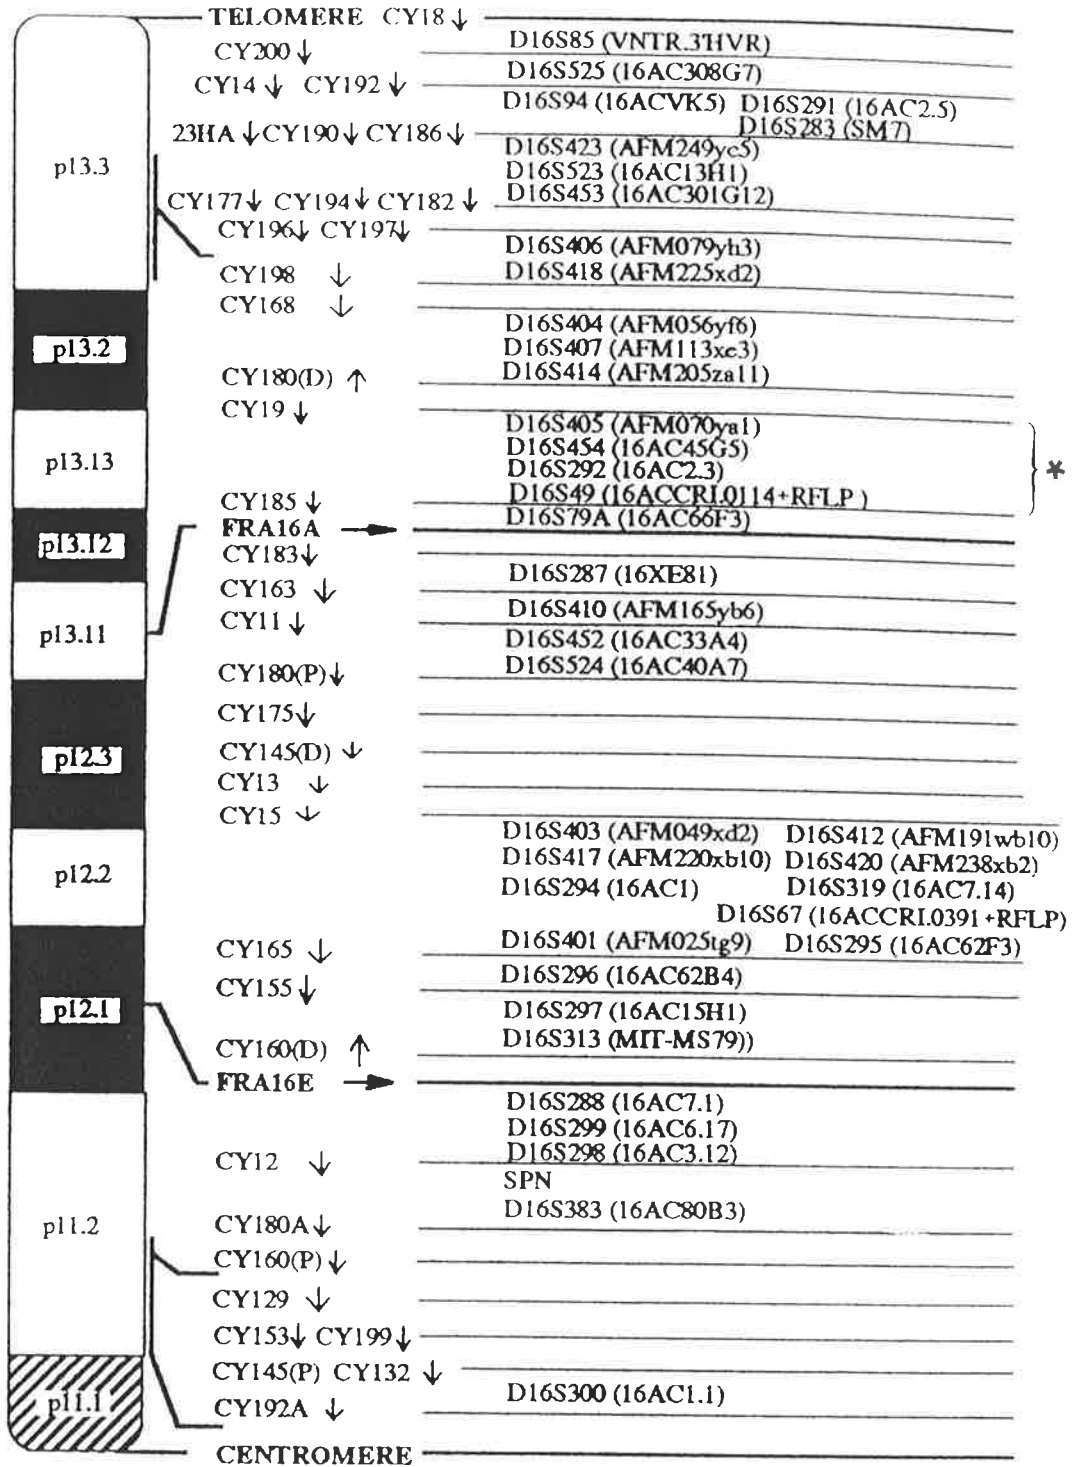 TELOMERE CY18 ↓
D16S85 (VNTR.3'HVR)
CY200 ↓
D16S525 (16AC308G7)
CY14 ↓ CY192 ↓
D16S94 (16ACVK5) D16S291 (16AC2.5)
D16S283 (SM7)
23HA ↓ CY190 ↓ CY186 ↓
D16S423 (AFM249yc5)
p13.3
D16S523 (16AC13H1)
D16S453 (16AC301G12)
CY177 ↓ CY194 ↓ CY182 ↓
CY196 ↓ CY197 ↓
D16S406 (AFM079yh3)
D16S418 (AFM225xd2)
CY198 ↓
CY168 ↓
D16S404 (AFM056yf6)
p13.2
D16S407 (AFM113xe3)
D16S414 (AFM205za11)
CY180(D) ↑
CY19 ↓
D16S405 (AFM070ya1)
D16S454 (16AC45G5)
p13.13
D16S292 (16AC2.3)
*
D16S49 (16ACCRI.0114+RFLP )
CY185 ↓
D16S79A (16AC66F3)
FRA16A →
p13.12
CY183 ↓
D16S287 (16XE81)
CY163 ↓
D16S410 (AFM165yb6)
CY11 ↓
p13.11
D16S452 (16AC33A4)
D16S524 (16AC40A7)
CY180(P) ↓
CY175 ↓
p12.3
CY145(D) ↓
CY13 ↓
CY15 ↓
D16S403 (AFM049xd2) D16S412 (AFM191wb10)
D16S417 (AFM220xb10) D16S420 (AFM238xb2)
p12.2
D16S294 (16AC1) D16S319 (16AC7.14)
D16S67 (16ACCRI.0391+RFLP)
D16S401 (AFM025tg9) D16S295 (16AC62F3)
CY165 ↓
D16S296 (16AC62B4)
CY155 ↓
p12.1
D16S297 (16AC15H1)
D16S313 (MIT-MS79))
CY160(D) ↑
FRA16E →
D16S288 (16AC7.1)
D16S299 (16AC6.17)
D16S298 (16AC3.12)
CY12 ↓
SPN
D16S383 (16AC80B3)
p11.2
CY180A ↓
CY160(P) ↓
CY129 ↓
CY153 ↓ CY199 ↓
CY145(P) CY132 ↓
D16S300 (16AC1.1)
p11.1
CY192A ↓
CENTROMERE